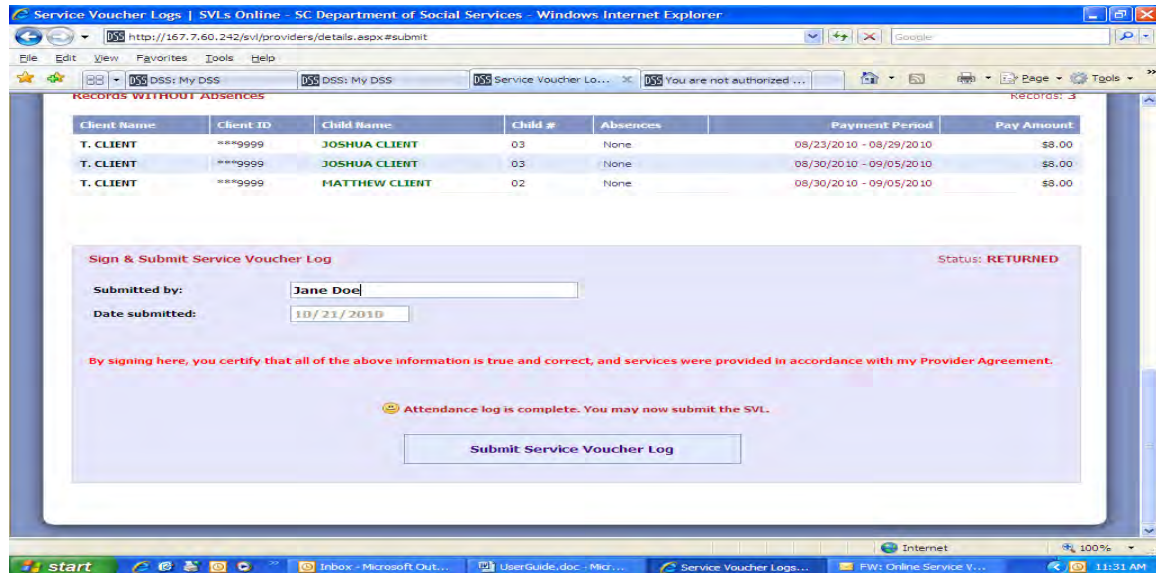 Service Voucher Logs | SVLs Online - SC Department of Social Services - Windows Internet Explorer
http://167.7.60.242/svl/providers/details.aspx#submit Google
File Edit View Favorites Tools Help
DSS: My DSS DSS: My DSS Service Voucher Lo... You are not authorized ... Page Tools
Records WITHOUT Absences Records: 3
Client Name Client ID Child Name Child # Absences Payment Period Pay Amount
T. CLIENT ***9999 JOSHUA CLIENT 03 None 08/23/2010 - 08/29/2010 $8.00
T. CLIENT ***9999 JOSHUA CLIENT 03 None 08/30/2010 - 09/05/2010 $8.00
T. CLIENT ***9999 MATTHEW CLIENT 02 None 08/30/2010 - 09/05/2010 $8.00
Sign & Submit Service Voucher Log Status: RETURNED
Submitted by: Jane Doe
Date submitted: 10/21/2010
By signing here, you certify that all of the above information is true and correct, and services were provided in accordance with my Provider Agreement.
Attendance log is complete. You may now submit the SVL.
Submit Service Voucher Log
Internet 100%
start Inbox - Microsoft Out... UserGuide.doc - Micr... Service Voucher Logs... FW: Online Service V... 11:31 AM